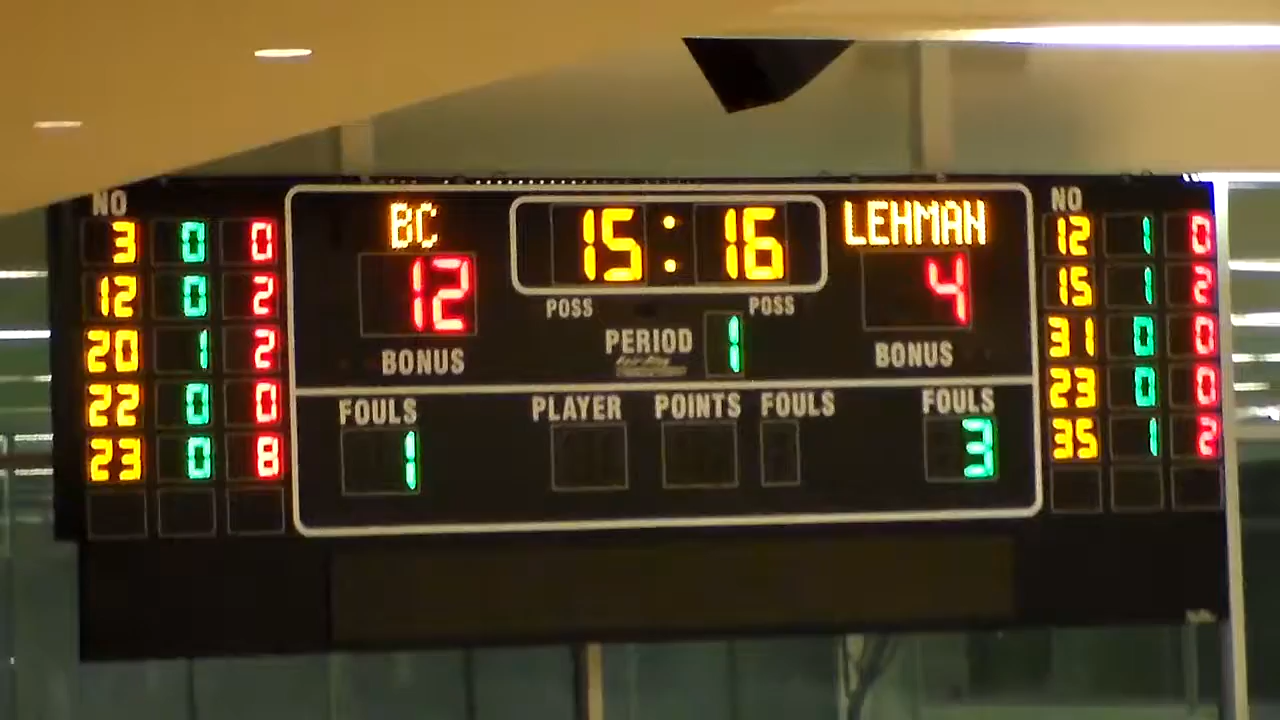 NO
3 0 0
12 0 2
20 1 2
22 0 0
23 0 8
BC 15:16 LEHMAN
12 4
POSS POSS
PERIOD 1
BONUS BONUS
FOULS PLAYER POINTS FOULS FOULS
1 3
NO
12 1 0
15 1 2
31 0 0
23 0 0
35 1 2